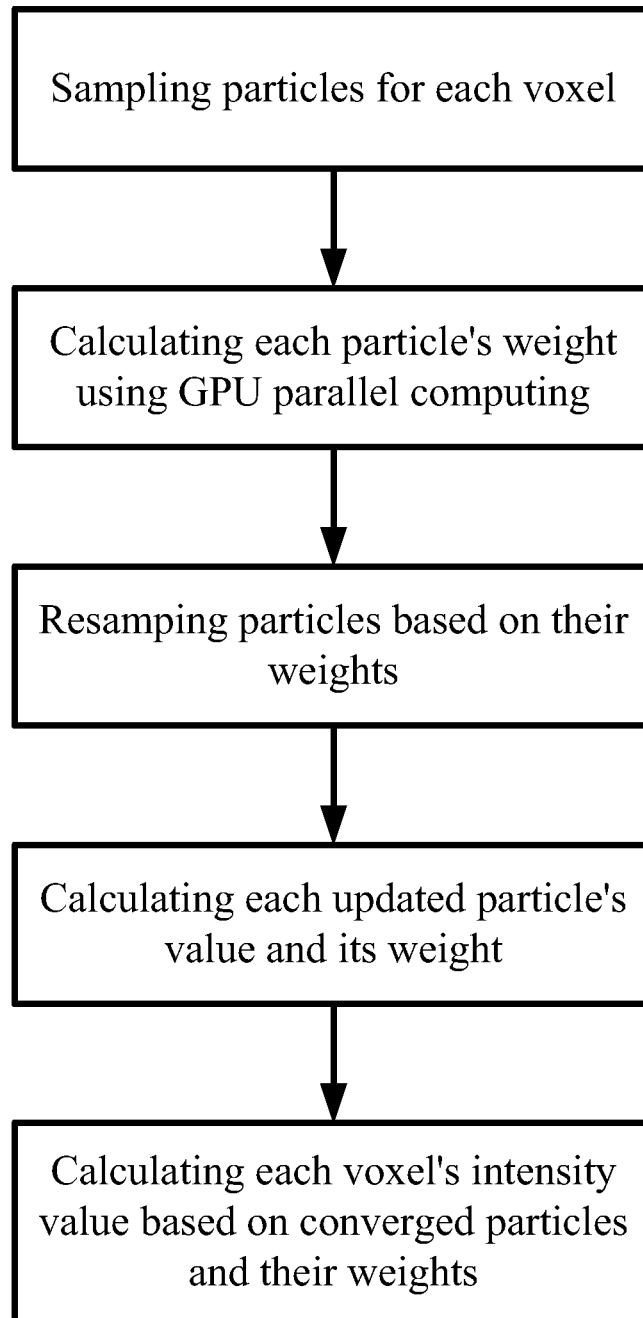 Sampling particles for each voxel
Calculating each particle's weight
using GPU parallel computing
Resamping particles based on their
weights
Calculating each updated particle's
value and its weight
Calculating each voxel's intensity
value based on converged particles
and their weights